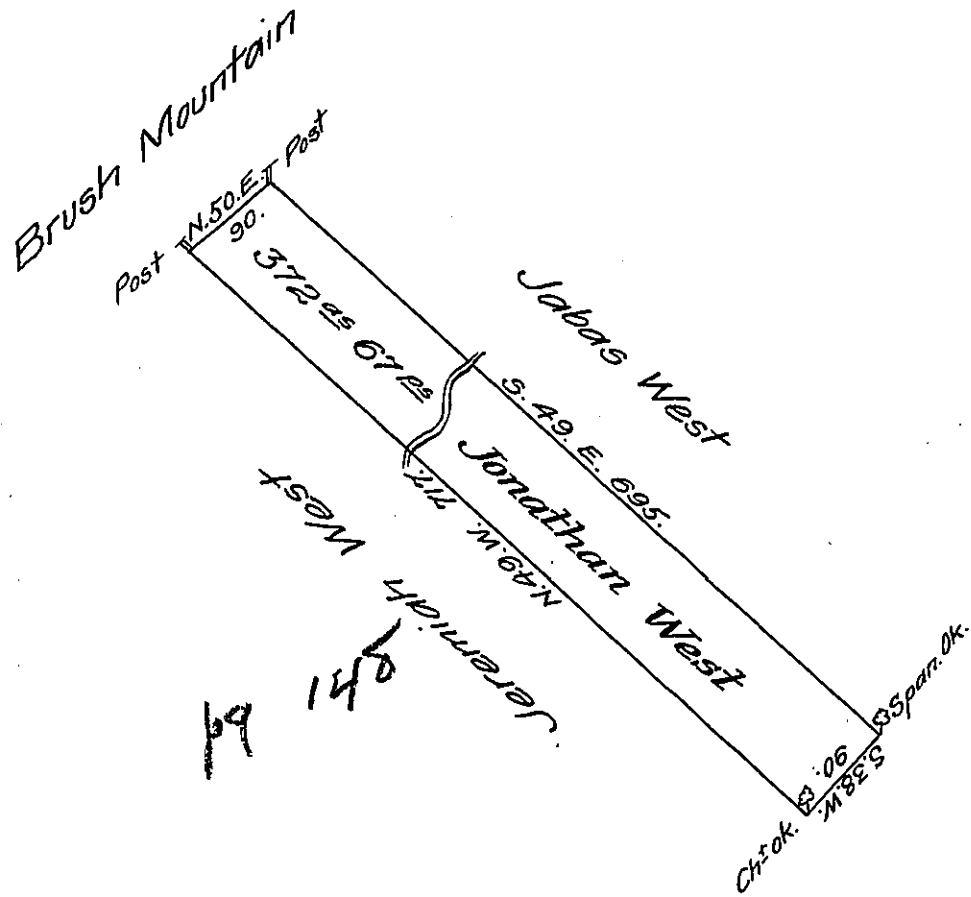 Brush Mountain
Post
N.50.E.
90.
Post
372 as 67 ps
Jabas West
S. 49. E. 695.
Jonathan West
N.49.W. 717.
Jeremiah West
pg 148
Span. Ok.
90.
S.38.W.
Cht ok.